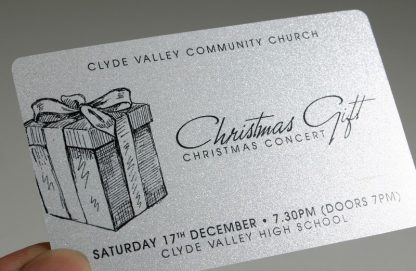 CLYDE VALLEY COMMUNITY CHURCH
Christmas Gift
CHRISTMAS CONCERT
SATURDAY 17TH DECEMBER • 7.30PM (DOORS 7PM)
CLYDE VALLEY HIGH SCHOOL